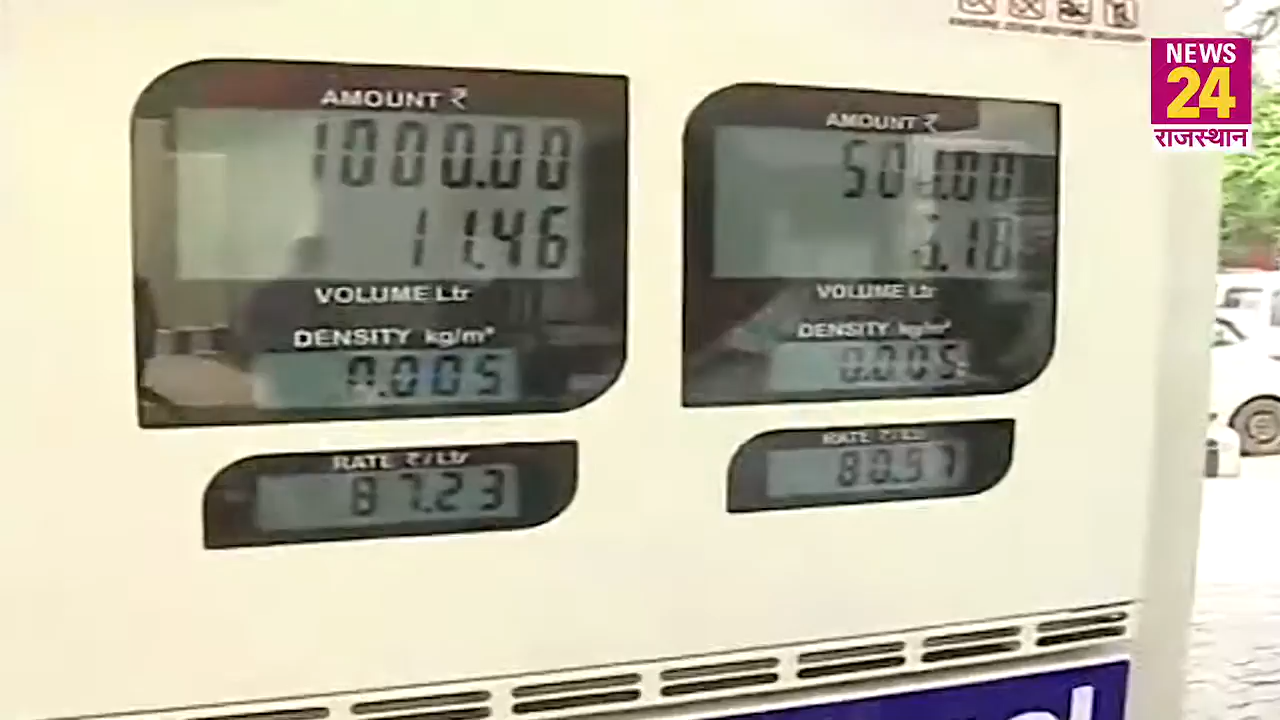 NEWS
24
राजस्थान
AMOUNT ₹
1000.00
11.46
VOLUME Ltr
DENSITY kg/m³
0.005
RATE ₹/Ltr
87.23
AMOUNT ₹
VOLUME Ltr
DENSITY kg/m³
0.005
RATE ₹/Ltr
80.97